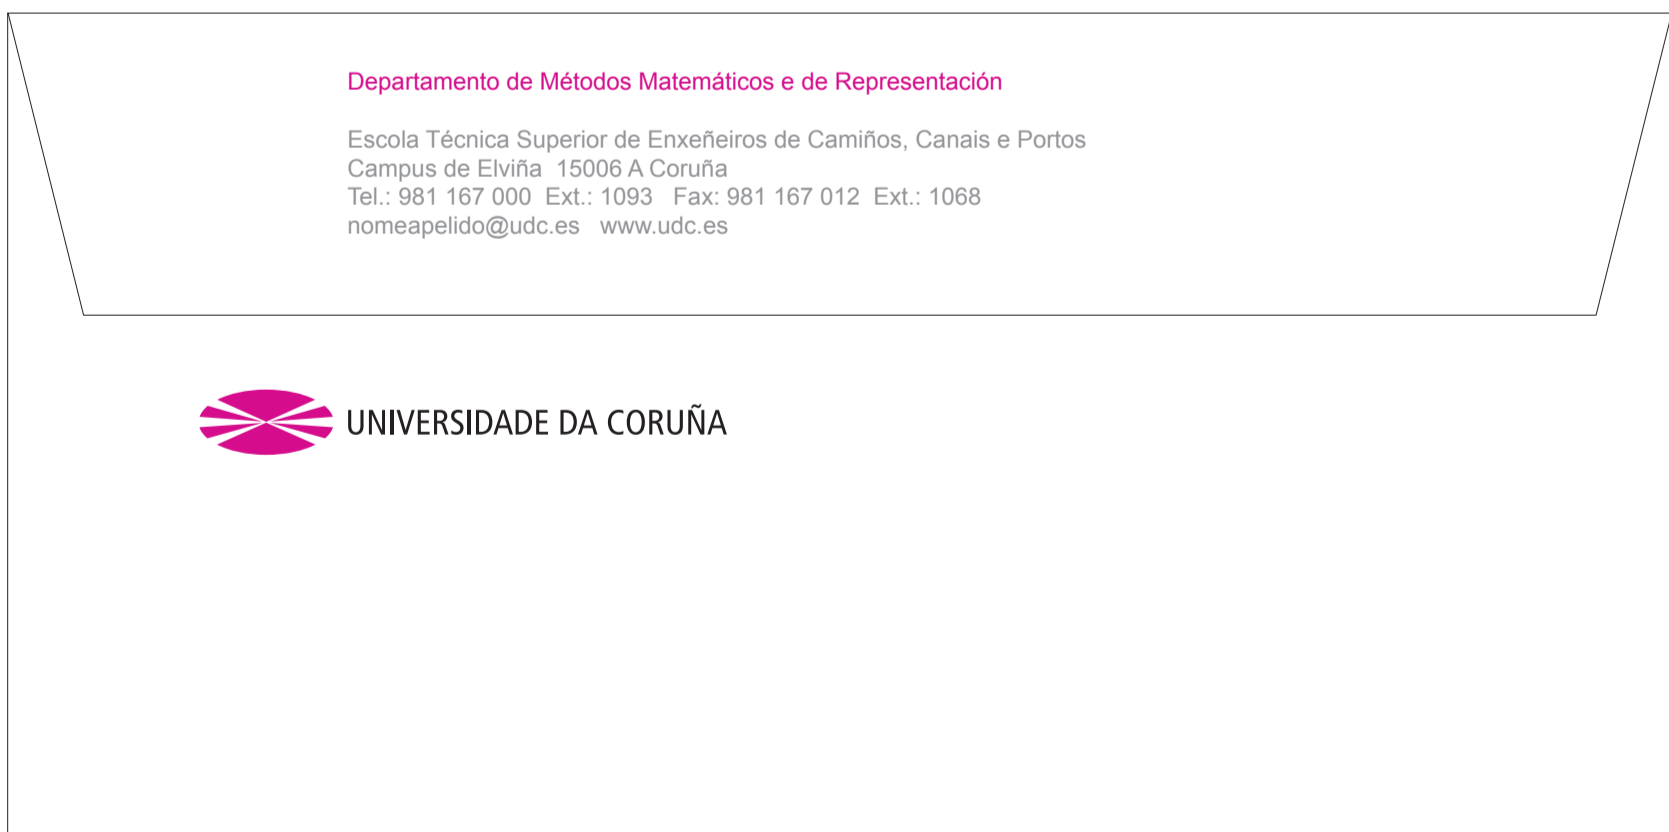 Departamento de Métodos Matemáticos e de Representación
Escola Técnica Superior de Enxeñeiros de Camiños, Canais e Portos
Campus de Elviña  15006 A Coruña
Tel.: 981 167 000  Ext.: 1093   Fax: 981 167 012  Ext.: 1068
nomeapelido@udc.es   www.udc.es
UNIVERSIDADE DA CORUÑA